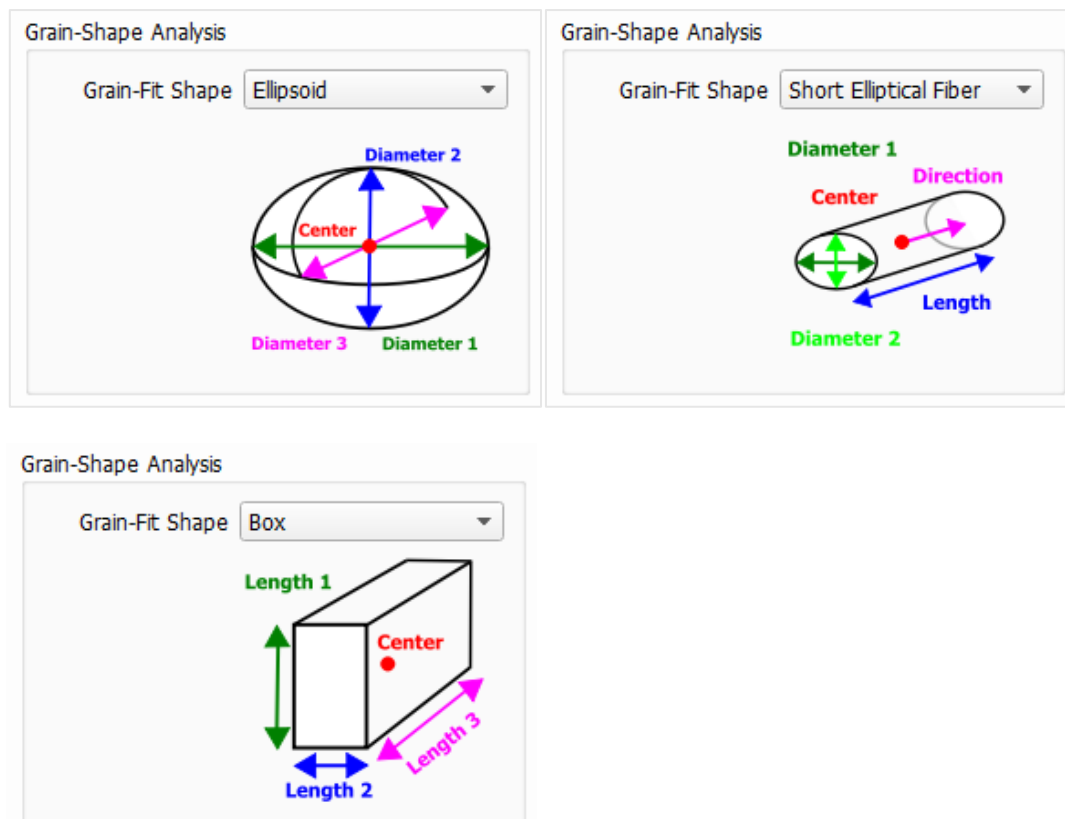 Grain-Shape Analysis
Grain-Fit Shape Ellipsoid
Diameter 2
Center
Diameter 3 Diameter 1
Grain-Shape Analysis
Grain-Fit Shape Short Elliptical Fiber
Diameter 1
Direction
Center
Length
Diameter 2
Grain-Shape Analysis
Grain-Fit Shape Box
Length 1
Center
Length 3
Length 2